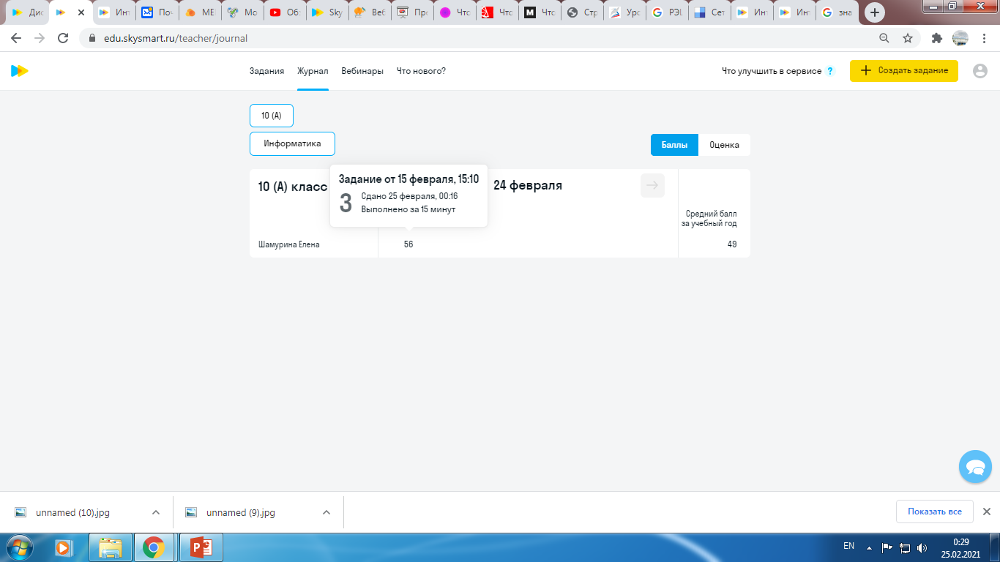 Дис
Инт
Поч
МЕ
Мо
Об
Sky
Веб
Пре
Что
Что
Что
Стр
Уро
РЭШ
Сет
Инт
Инт
зна
edu.skysmart.ru/teacher/journal
Задания Журнал Вебинары Что нового?
Что улучшить в сервисе ?
Создать задание
10 (А)
Информатика
Баллы Оценка
10 (А) класс
Задание от 15 февраля, 15:10
3
Сдано 25 февраля, 00:16
Выполнено за 15 минут
24 февраля
Средний балл
за учебный год
Шамурина Елена 56 49
unnamed (10).jpg
unnamed (9).jpg
Показать все
EN
0:29
25.02.2021